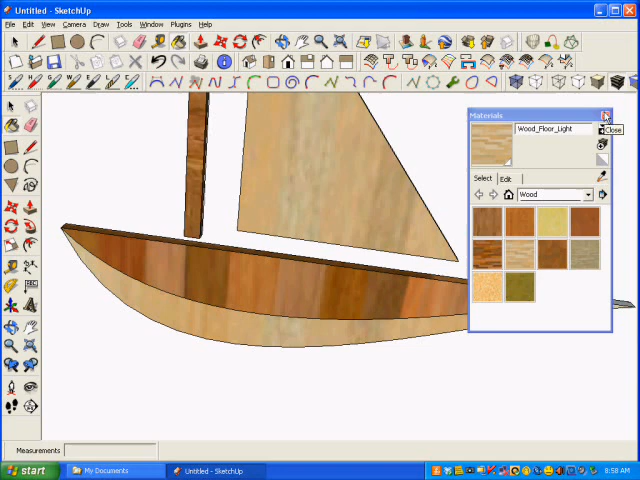 Untitled - SketchUp
File Edit View Camera Draw Tools Window Plugins Help
Materials
Wood_Floor_Light
Close
Select Edit
Wood
Measurements
start My Documents Untitled - SketchUp 8:58 AM